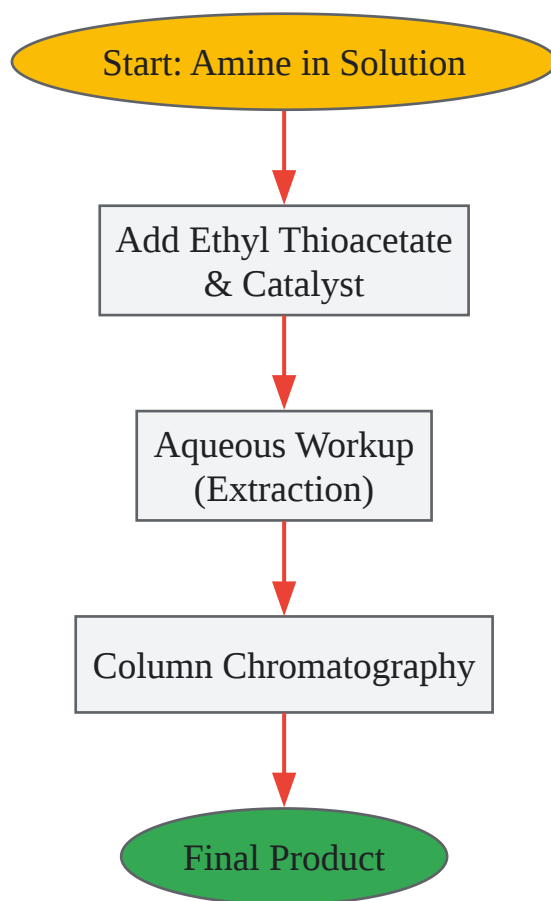 Start: Amine in Solution
Add Ethyl Thioacetate
& Catalyst
Aqueous Workup
(Extraction)
Column Chromatography
Final Product